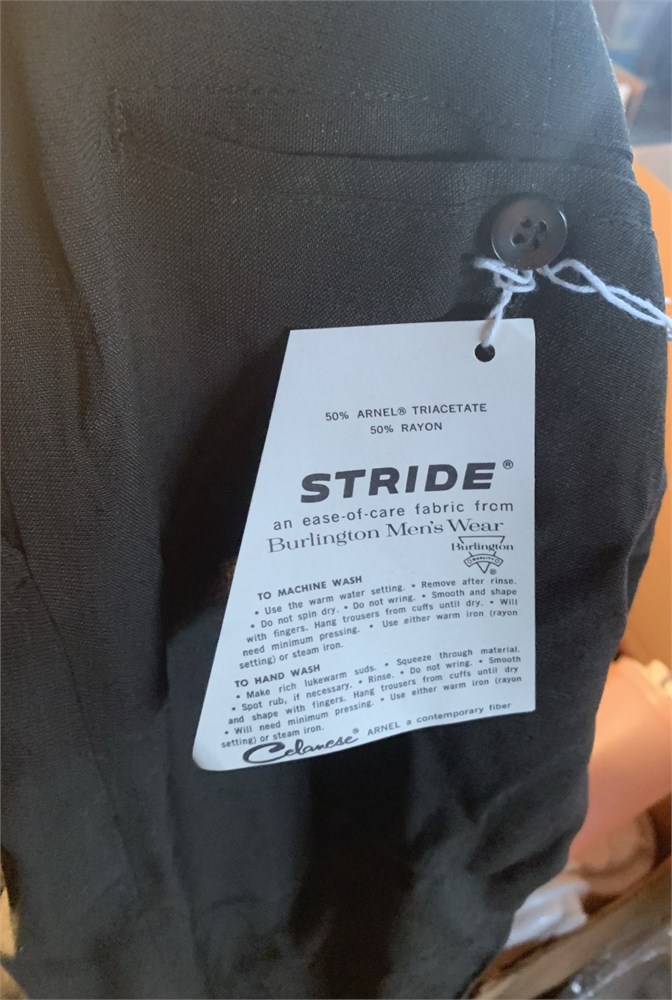 50% ARNEL® TRIACETATE
50% RAYON
STRIDE®
an ease-of-care fabric from
Burlington Men's Wear
Burlington
®
TO MACHINE WASH
• Use the warm water setting. • Remove after rinse.
• Do not spin dry. • Do not wring. • Smooth and shape
with fingers. Hang trousers from cuffs until dry. • Will
need minimum pressing. • Use either warm iron (rayon
setting) or steam iron.
TO HAND WASH
• Make rich lukewarm suds. • Squeeze through material.
• Spot rub, if necessary. • Rinse. • Do not wring. • Smooth
and shape with fingers. Hang trousers from cuffs until dry
• Will need minimum pressing. • Use either warm iron (rayon
setting) or steam iron.
Celanese® ARNEL a contemporary fiber